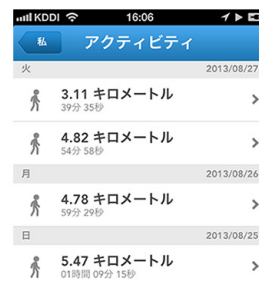 KDDI 16:06
私 アクティビティ
火 2013/08/27
3.11 キロメートル
39分 35秒
4.82 キロメートル
54分 58秒
月 2013/08/26
4.78 キロメートル
59分 29秒
日 2013/08/25
5.47 キロメートル
01時間 09分 15秒